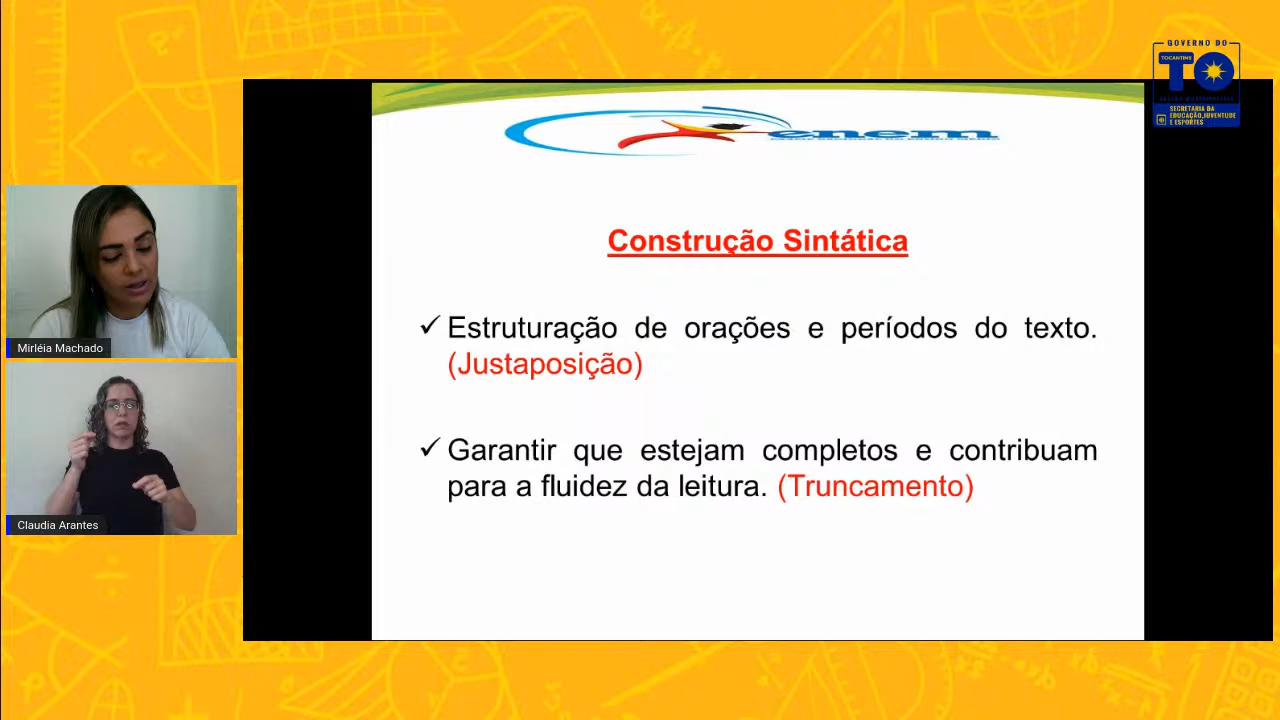 GOVERNO DO
TOCANTINS
TO
SECRETARIA DA
EDUCAÇÃO, JUVENTUDE
E ESPORTES
enem
Construção Sintática
✓ Estruturação de orações e períodos do texto.
(Justaposição)
✓ Garantir que estejam completos e contribuam
para a fluidez da leitura. (Truncamento)
Mirléia Machado
Claudia Arantes